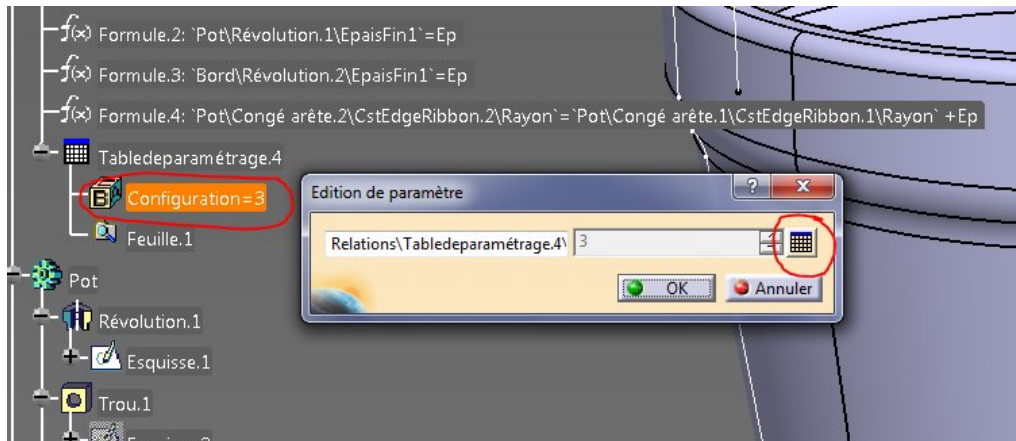 Formule.2: `Pot\Révolution.1\EpaisFin1`=Ep
Formule.3: `Bord\Révolution.2\EpaisFin1`=Ep
Formule.4: `Pot\Congé arête.2\CstEdgeRibbon.2\Rayon`=`Pot\Congé arête.1\CstEdgeRibbon.1\Rayon` +Ep
Tabledeparamétrage.4
Configuration=3
Feuille.1
Pot
Révolution.1
Esquisse.1
Trou.1
Edition de paramètre
Relations\Tabledeparamétrage.4\ 3
OK Annuler